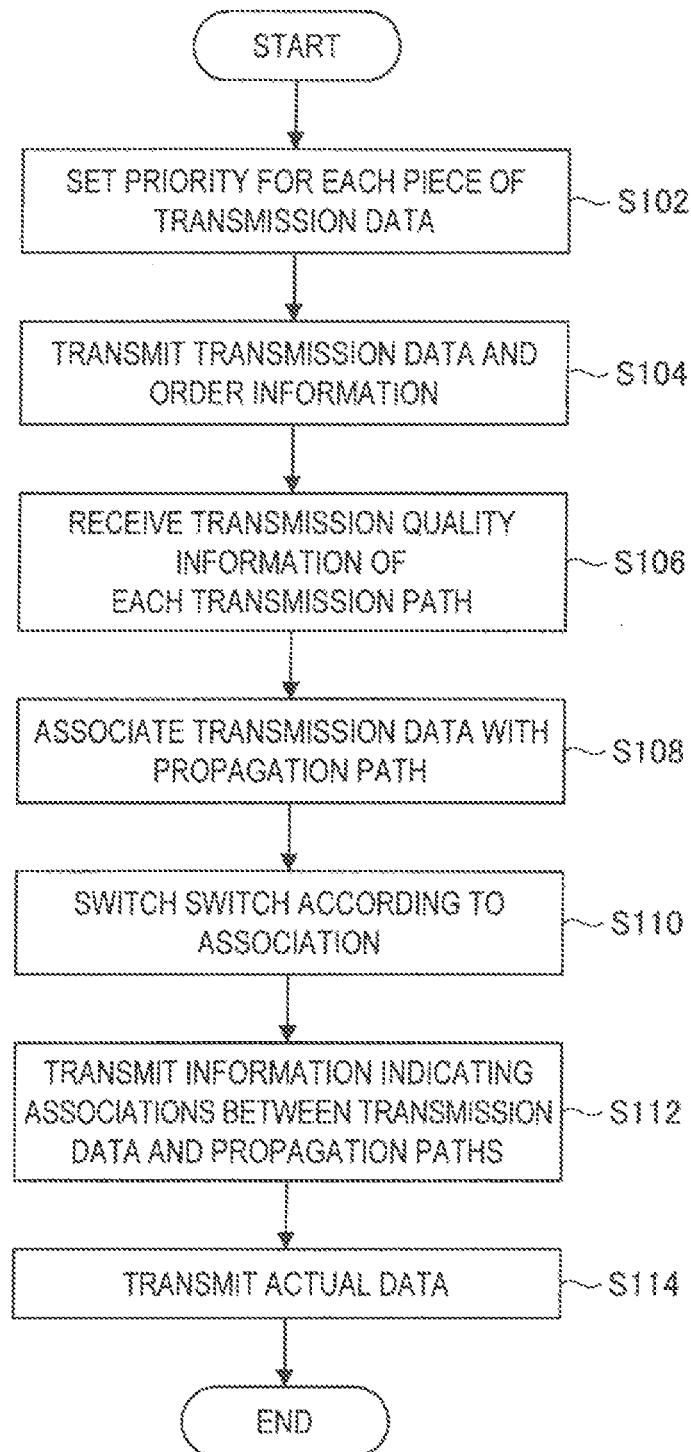 START
SET PRIORITY FOR EACH PIECE OF
TRANSMISSION DATA
S102
TRANSMIT TRANSMISSION DATA AND
ORDER INFORMATION
S104
RECEIVE TRANSMISSION QUALITY
INFORMATION OF
EACH TRANSMISSION PATH
S106
ASSOCIATE TRANSMISSION DATA WITH
PROPAGATION PATH
S108
SWITCH SWITCH ACCORDING TO
ASSOCIATION
S110
TRANSMIT INFORMATION INDICATING
ASSOCIATIONS BETWEEN TRANSMISSION
DATA AND PROPAGATION PATHS
S112
TRANSMIT ACTUAL DATA
S114
END